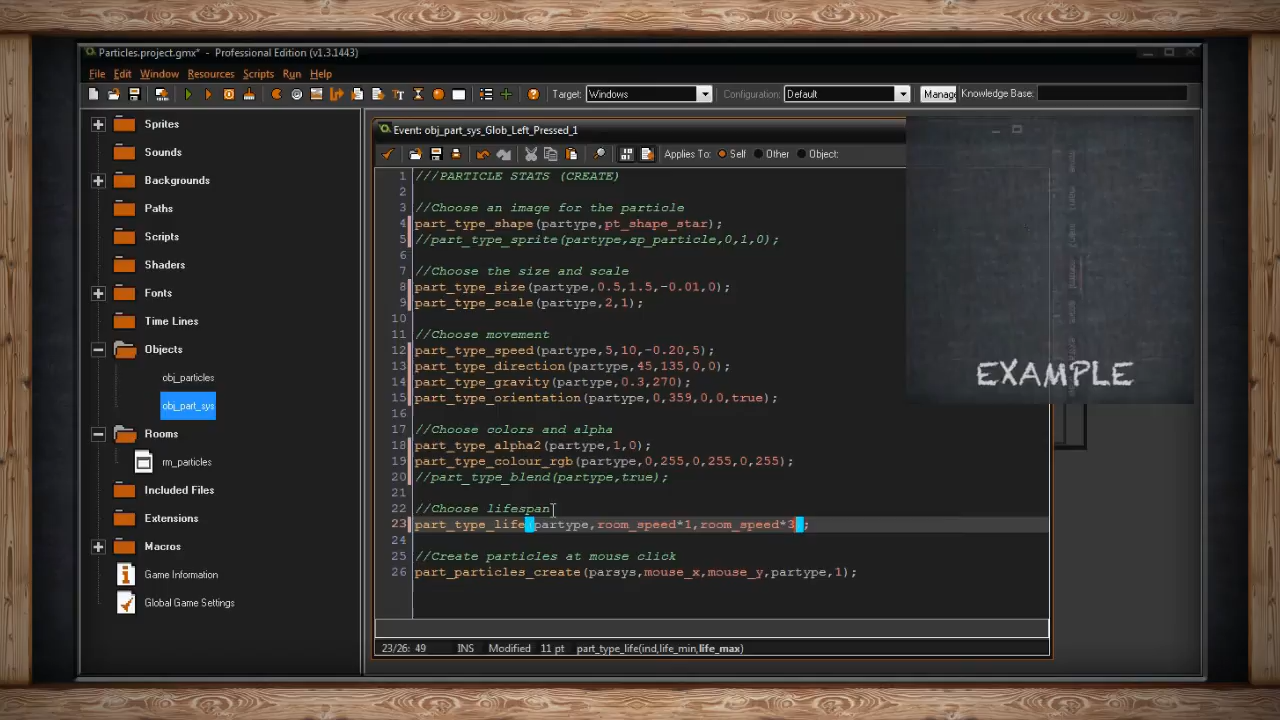 Particles.project.gmx* - Professional Edition (v1.3.1443)
File Edit Window Resources Scripts Run Help
Target: Windows Configuration: Default Manage Knowledge Base:
Sprites
Sounds
Backgrounds
Paths
Scripts
Shaders
Fonts
Time Lines
Objects
obj_particles
obj_part_sys
Rooms
rm_particles
Included Files
Extensions
Macros
Game Information
Global Game Settings
Event: obj_part_sys_Glob_Left_Pressed_1
Applies To: Self Other Object:
1 ///PARTICLE STATS (CREATE)
2
3 //Choose an image for the particle
4 part_type_shape(partype,pt_shape_star);
5 //part_type_sprite(partype,sp_particle,0,1,0);
6
7 //Choose the size and scale
8 part_type_size(partype,0.5,1.5,-0.01,0);
9 part_type_scale(partype,2,1);
10
11 //Choose movement
12 part_type_speed(partype,5,10,-0.20,5);
13 part_type_direction(partype,45,135,0,0);
14 part_type_gravity(partype,0.3,270);
15 part_type_orientation(partype,0,359,0,0,true);
16
17 //Choose colors and alpha
18 part_type_alpha2(partype,1,0);
19 part_type_colour_rgb(partype,0,255,0,255,0,255);
20 //part_type_blend(partype,true);
21
22 //Choose lifespan
23 part_type_life(partype,room_speed*1,room_speed*3);
24
25 //Create particles at mouse click
26 part_particles_create(parsys,mouse_x,mouse_y,partype,1);
23/26: 49 INS Modified 11 pt part_type_life(ind,life_min,life_max)
EXAMPLE